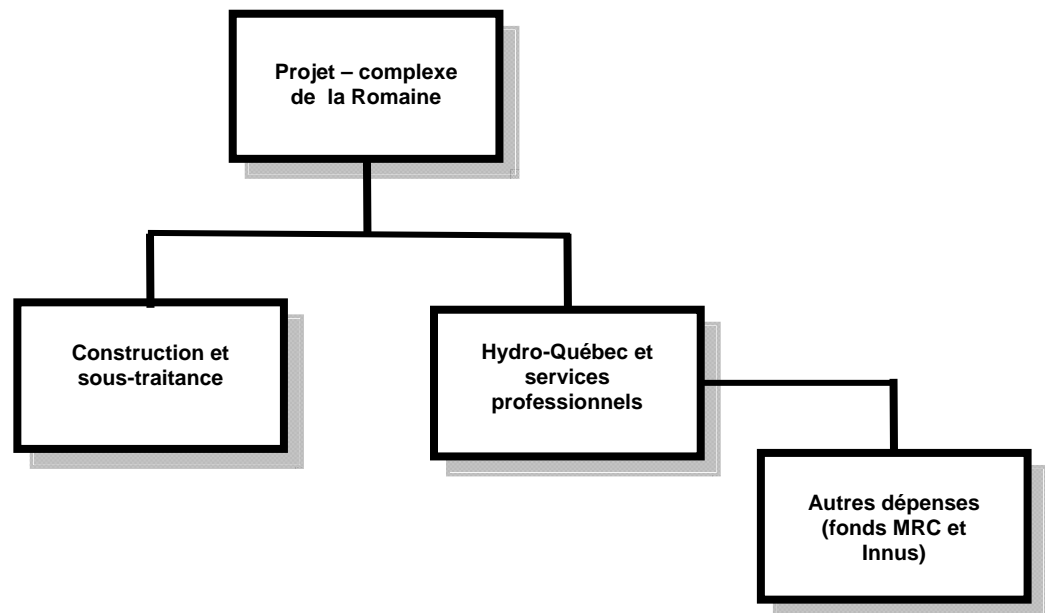 Projet – complexe
de la Romaine
Construction et
sous-traitance
Hydro-Québec et
services
professionnels
Autres dépenses
(fonds MRC et
Innus)